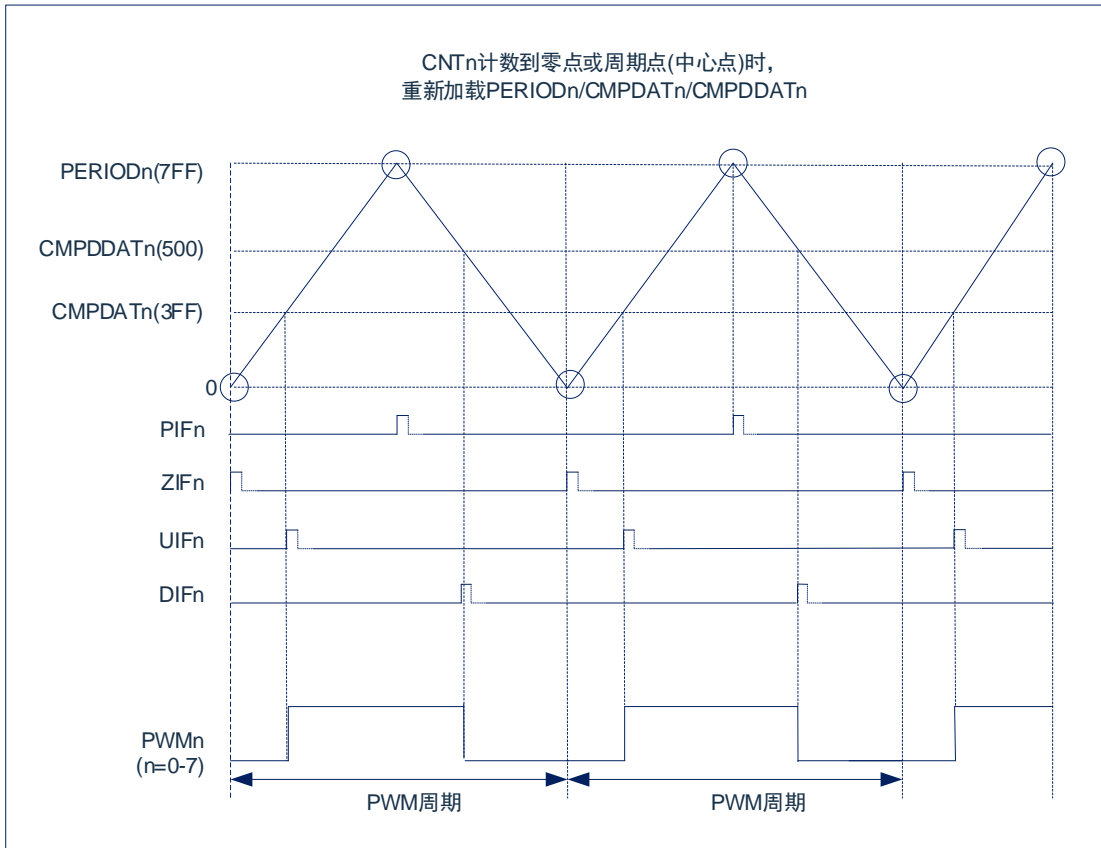 CNTn计数到零点或周期点(中心点)时，
重新加载PERIODn/CMPDATn/CMPDDATn
PERIODn(7FF)
CMPDDATn(500)
CMPDATn(3FF)
0
PIFn
ZIFn
UIFn
DIFn
PWMn
(n=0-7)
PWM周期
PWM周期